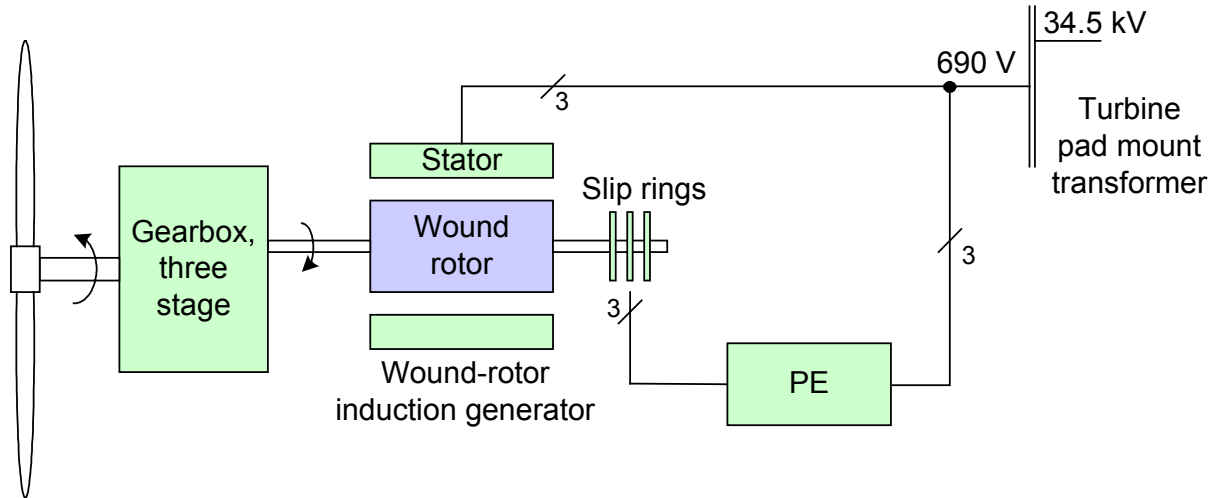 34.5 kV
690 V
3
Turbine
pad mount
transformer
Stator
Slip rings
Gearbox,
three
stage
Wound
rotor
3
3
Wound-rotor
induction generator
PE